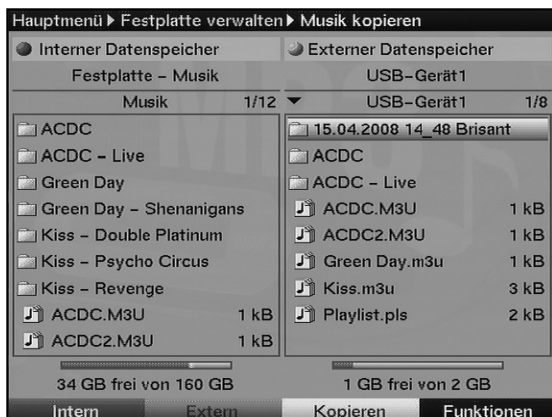 Hauptmenü ▶ Festplatte verwalten ▶ Musik kopieren
Interner Datenspeicher
Festplatte - Musik
Musik 1/12
ACDC
ACDC - Live
Green Day
Green Day - Shenanigans
Kiss - Double Platinum
Kiss - Psycho Circus
Kiss - Revenge
ACDC.M3U 1 kB
ACDC2.M3U 1 kB
34 GB frei von 160 GB
Externer Datenspeicher
USB-Gerät1
USB-Gerät1 1/8
15.04.2008 14_48 Brisant
ACDC
ACDC - Live
ACDC.M3U 1 kB
ACDC2.M3U 1 kB
Green Day.m3u 1 kB
Kiss.m3u 3 kB
Playlist.pls 2 kB
1 GB frei von 2 GB
Intern Extern Kopieren Funktionen